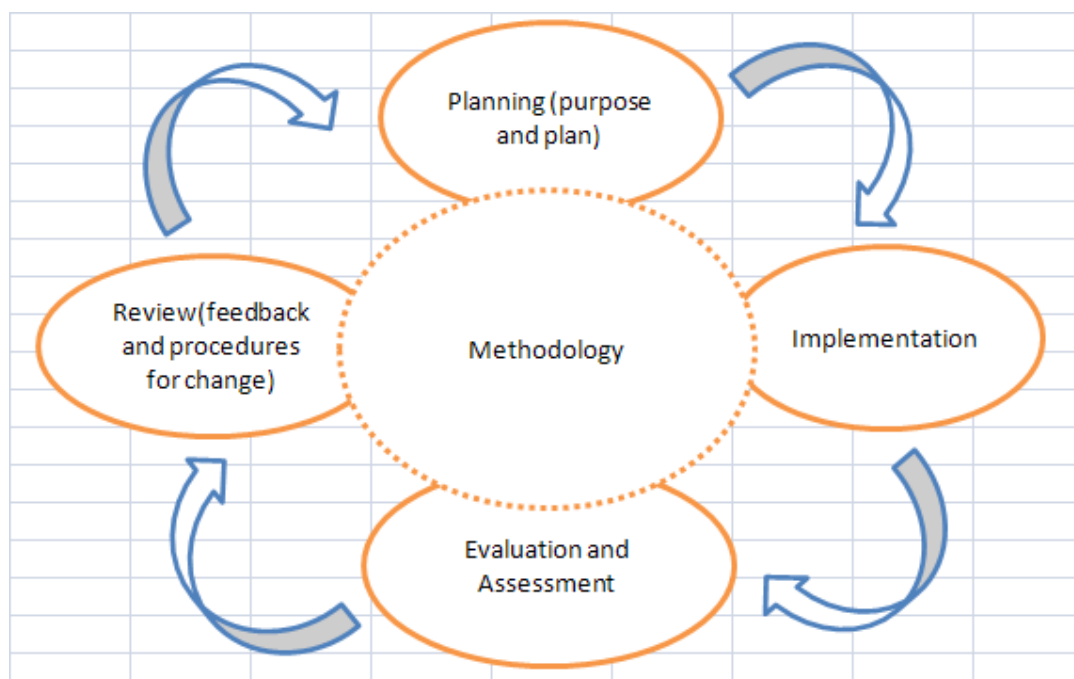 Planning (purpose
and plan)
Review(feedback
and procedures
for change)
Methodology
Implementation
Evaluation and
Assessment